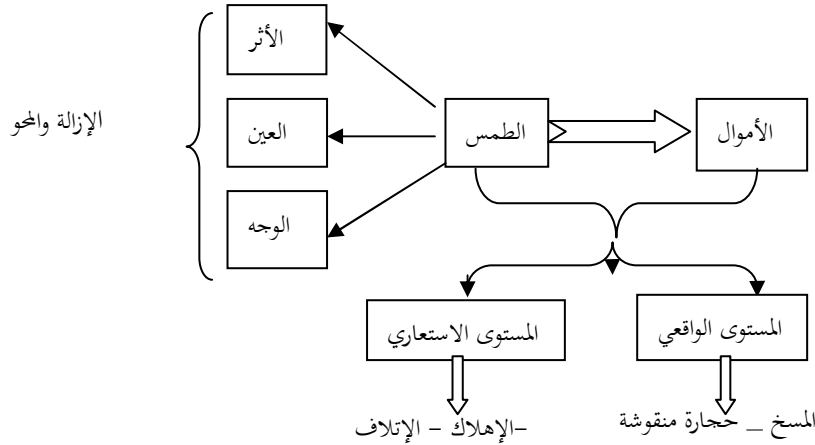 الأثر
الإزالة والمحو
العين
الطمس
الأموال
الوجه
المستوى الواقعي
المستوى الاستعاري
المسخ _ حجارة منقوشة
-الإهلاك – الإتلاف